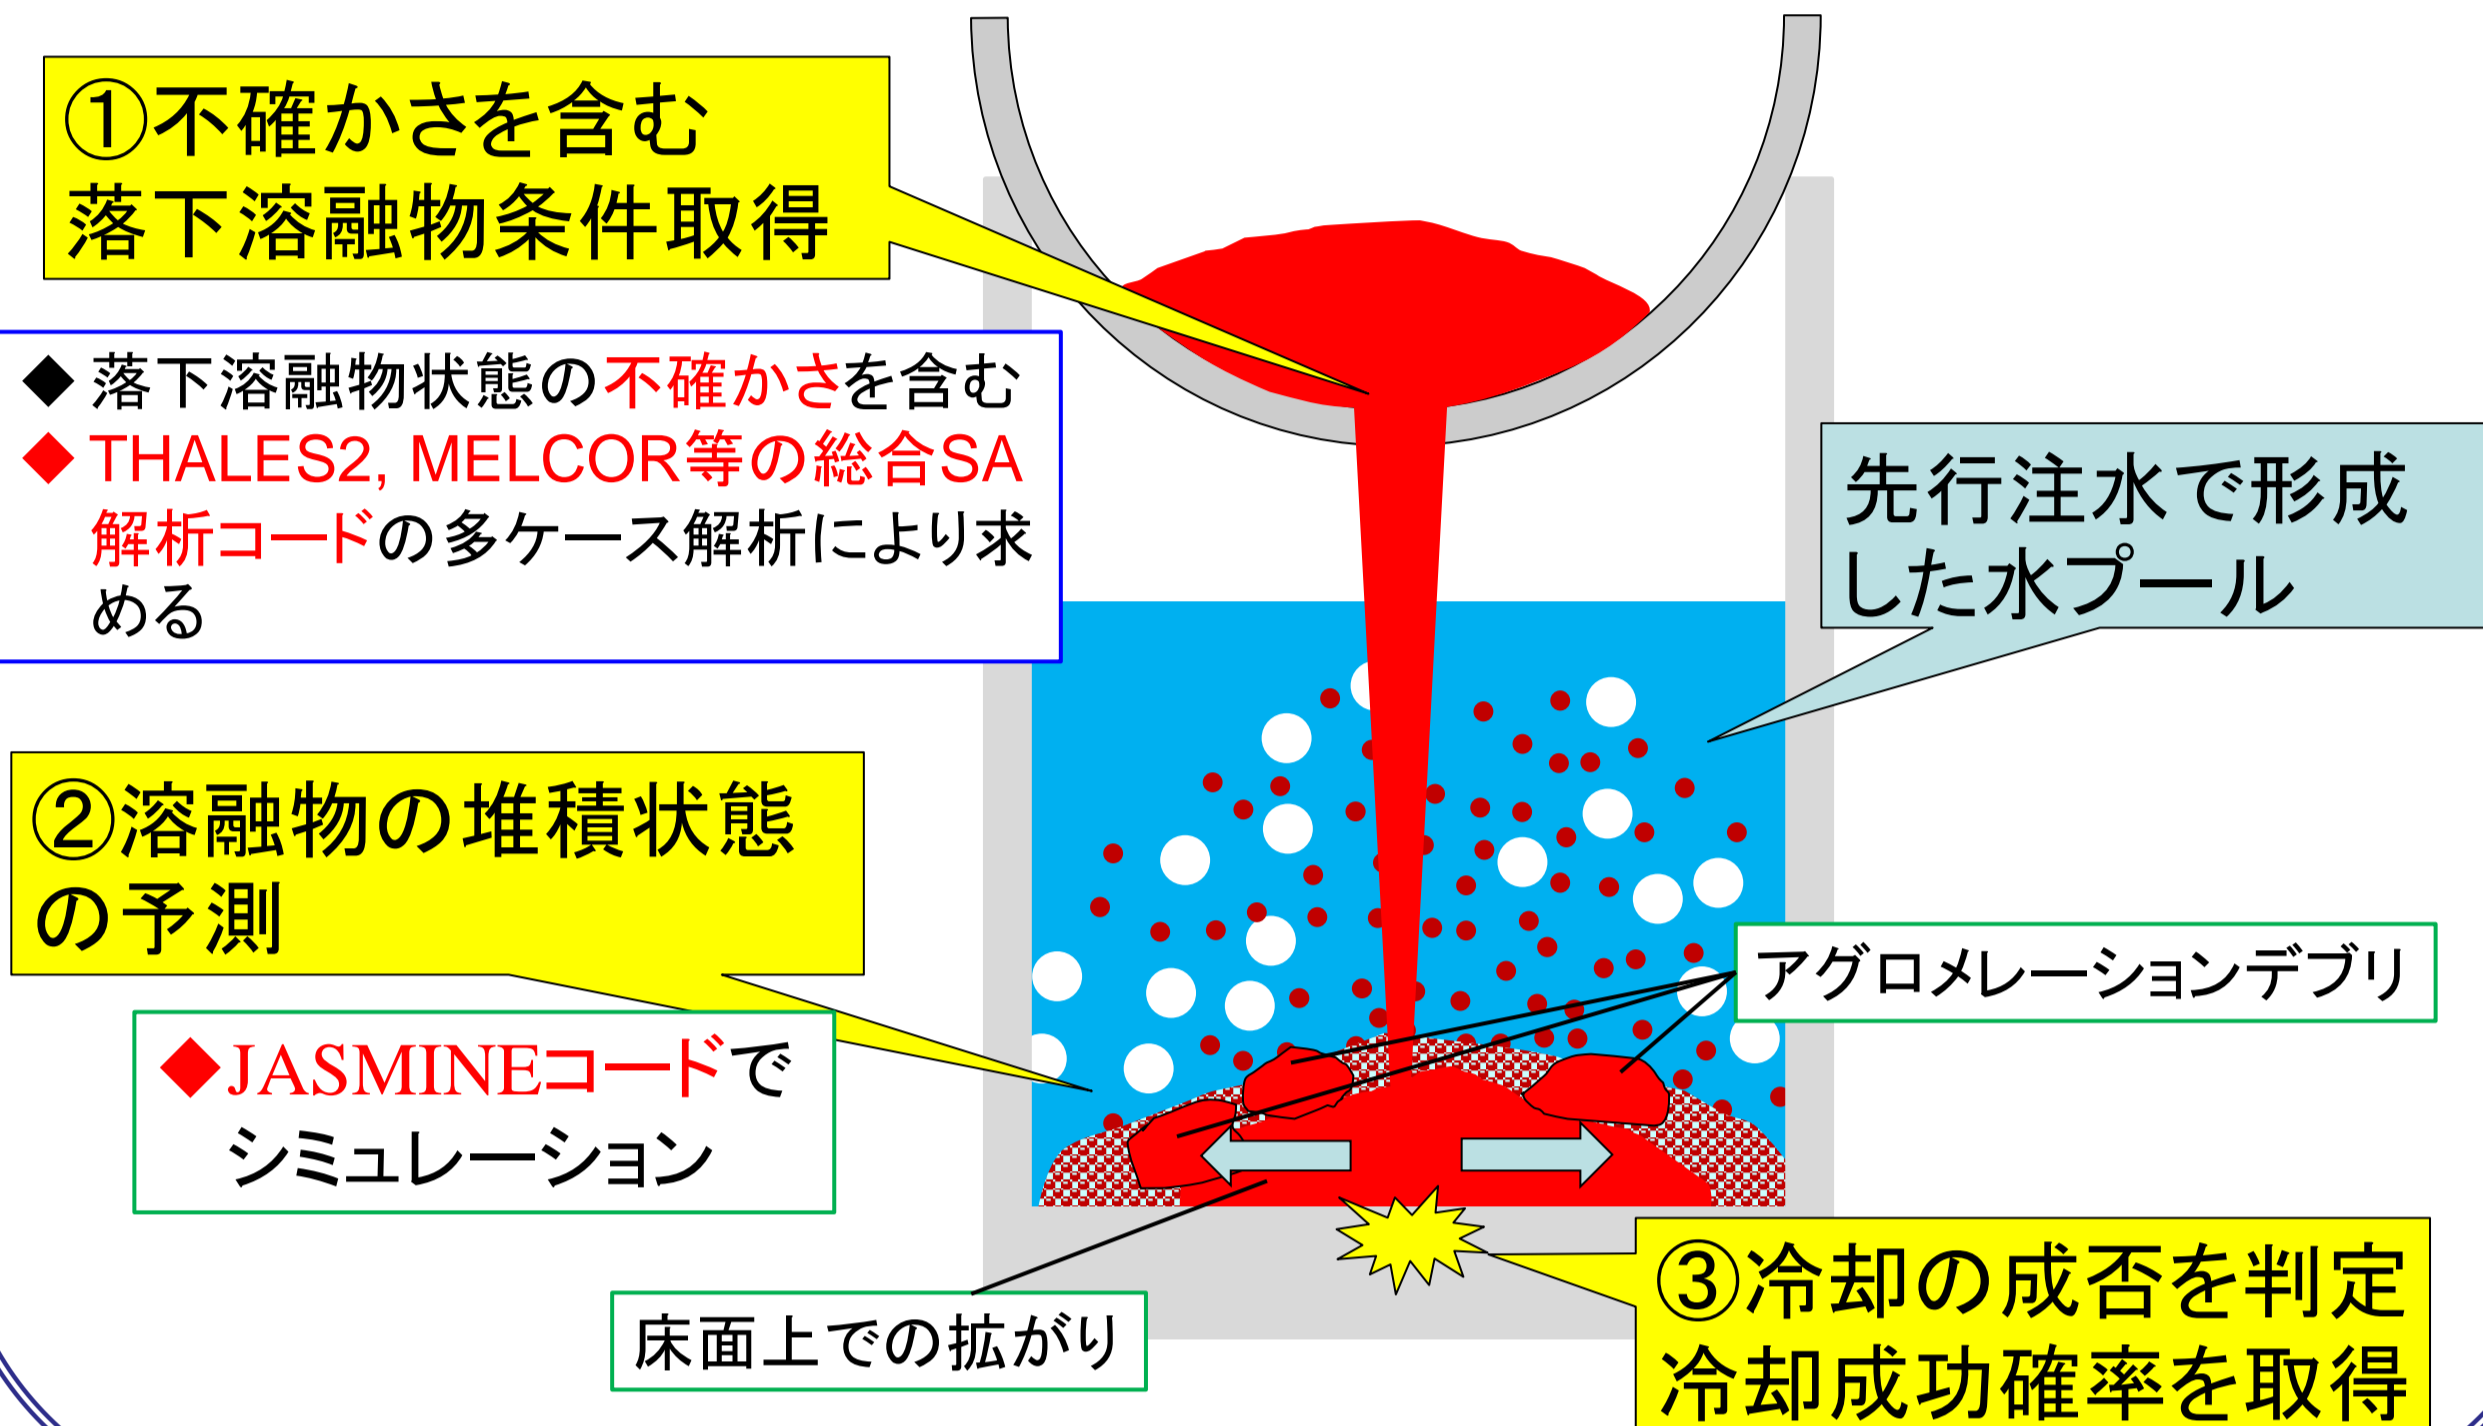 ①不確かさを含む
落下溶融物条件取得
◆ 落下溶融物状態の不確かさを含む
◆ THALES2, MELCOR等の総合SA
解析コードの多ケース解析により求
める
先行注水で形成
した水プール
②溶融物の堆積状態
の予測
アグロメレーションデブリ
◆JASMINEコードで
シミュレーション
床面上での拡がり
③冷却の成否を判定
冷却成功確率を取得